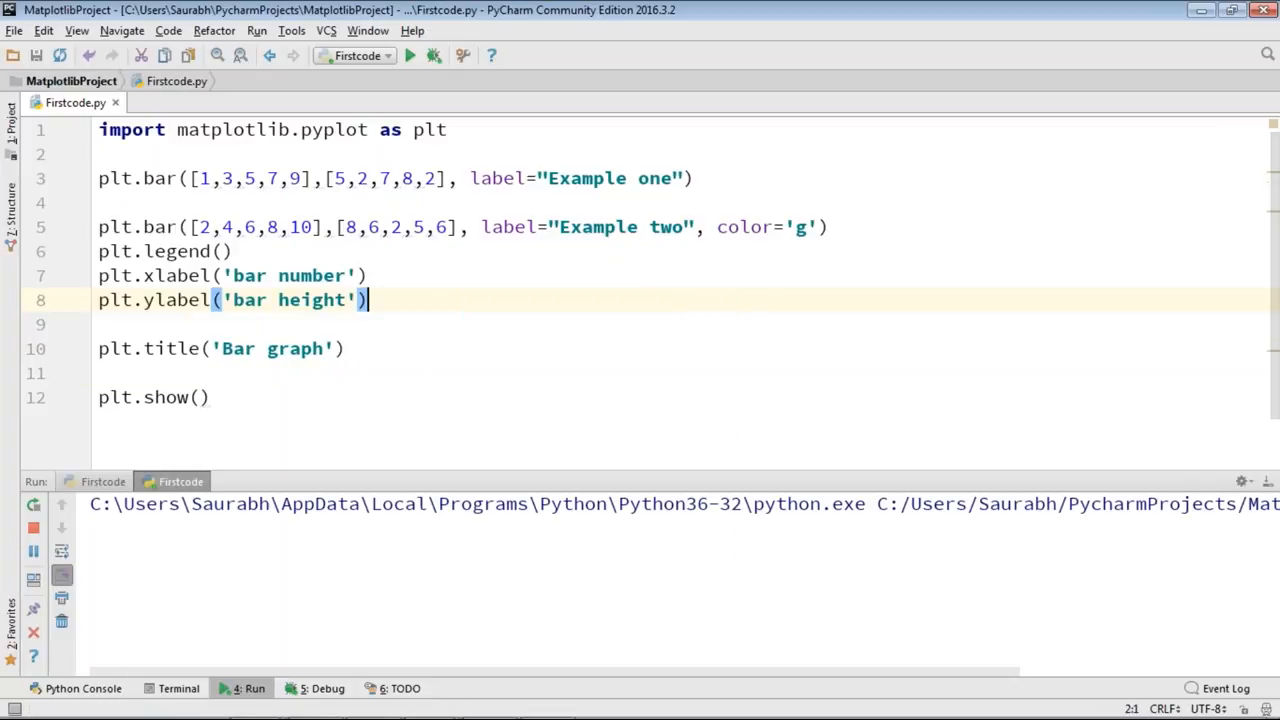 MatplotlibProject - [C:\Users\Saurabh\PycharmProjects\MatplotlibProject] - ...\Firstcode.py - PyCharm Community Edition 2016.3.2
File Edit View Navigate Code Refactor Run Tools VCS Window Help
Firstcode
MatplotlibProject Firstcode.py
Firstcode.py
1: Project
Z: Structure
2: Favorites
1 import matplotlib.pyplot as plt
2
3 plt.bar([1,3,5,7,9],[5,2,7,8,2], label="Example one")
4
5 plt.bar([2,4,6,8,10],[8,6,2,5,6], label="Example two", color='g')
6 plt.legend()
7 plt.xlabel('bar number')
8 plt.ylabel('bar height')
9
10 plt.title('Bar graph')
11
12 plt.show()
Run: Firstcode Firstcode
C:\Users\Saurabh\AppData\Local\Programs\Python\Python36-32\python.exe C:/Users/Saurabh/PycharmProjects/Mat
Python Console Terminal 4: Run 5: Debug 6: TODO Event Log
2:1 CRLF UTF-8